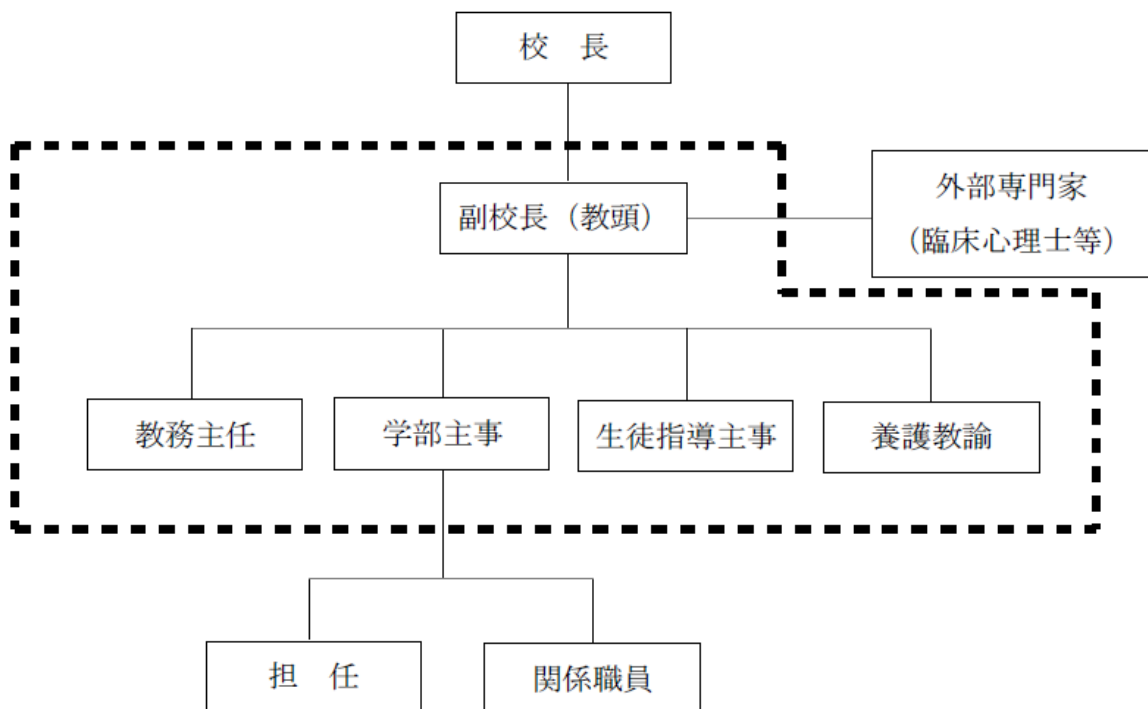 校　長
副校長（教頭）
外部専門家
（臨床心理士等）
教務主任
学部主事
生徒指導主事
養護教諭
担　任
関係職員